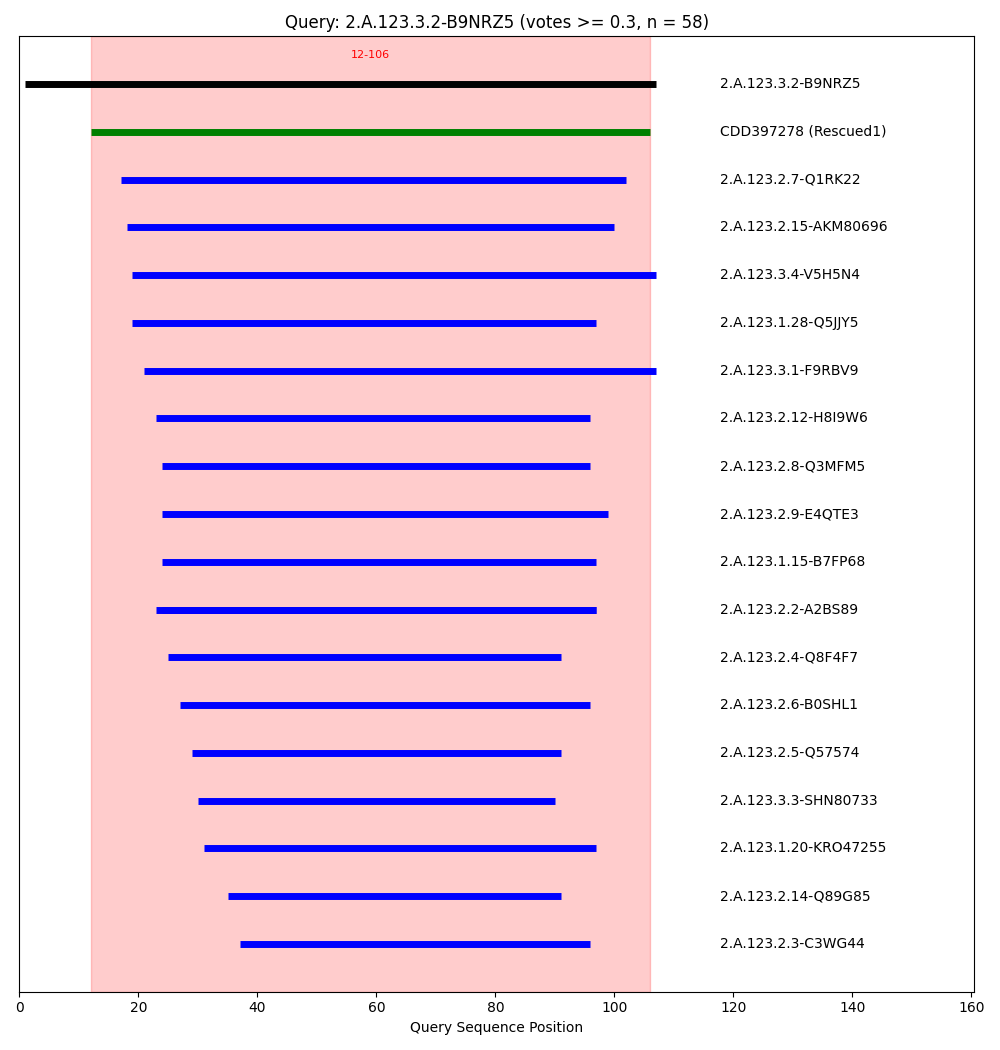 Query: 2.A.123.3.2-B9NRZ5 (votes >= 0.3, n = 58)
12-106
2.A.123.3.2-B9NRZ5
CDD397278 (Rescued1)
2.A.123.2.7-Q1RK22
2.A.123.2.15-AKM80696
2.A.123.3.4-V5H5N4
2.A.123.1.28-Q5JJY5
2.A.123.3.1-F9RBV9
2.A.123.2.12-H8I9W6
2.A.123.2.8-Q3MFM5
2.A.123.2.9-E4QTE3
2.A.123.1.15-B7FP68
2.A.123.2.2-A2BS89
2.A.123.2.4-Q8F4F7
2.A.123.2.6-B0SHL1
2.A.123.2.5-Q57574
2.A.123.3.3-SHN80733
2.A.123.1.20-KRO47255
2.A.123.2.14-Q89G85
2.A.123.2.3-C3WG44
0 20 40 60 80 100 120 140 160
Query Sequence Position